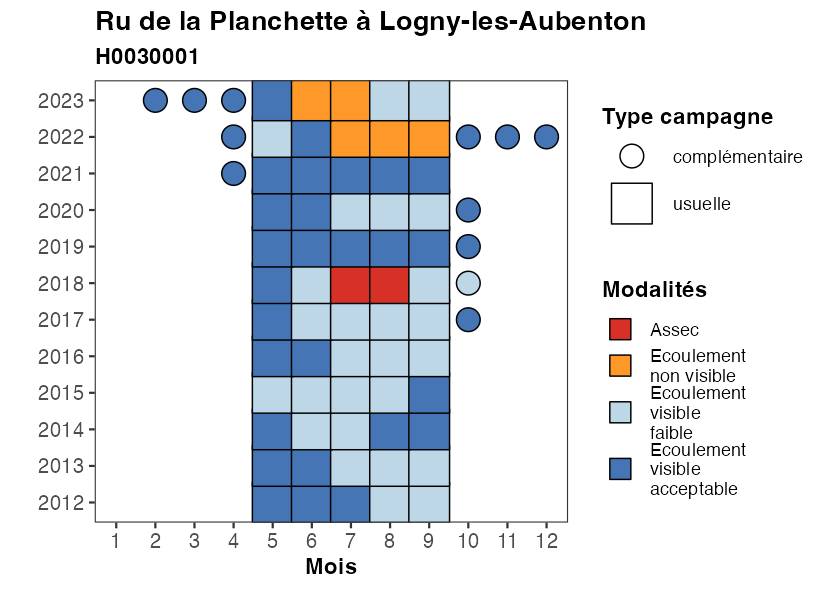 Ru de la Planchette à Logny-les-Aubenton
H0030001
2023
2022
2021
2020
2019
2018
2017
2016
2015
2014
2013
2012
1 2 3 4 5 6 7 8 9 10 11 12
Mois
Type campagne
complémentaire
usuelle
Modalités
Assec
Ecoulement
non visible
Ecoulement
visible
faible
Ecoulement
visible
acceptable